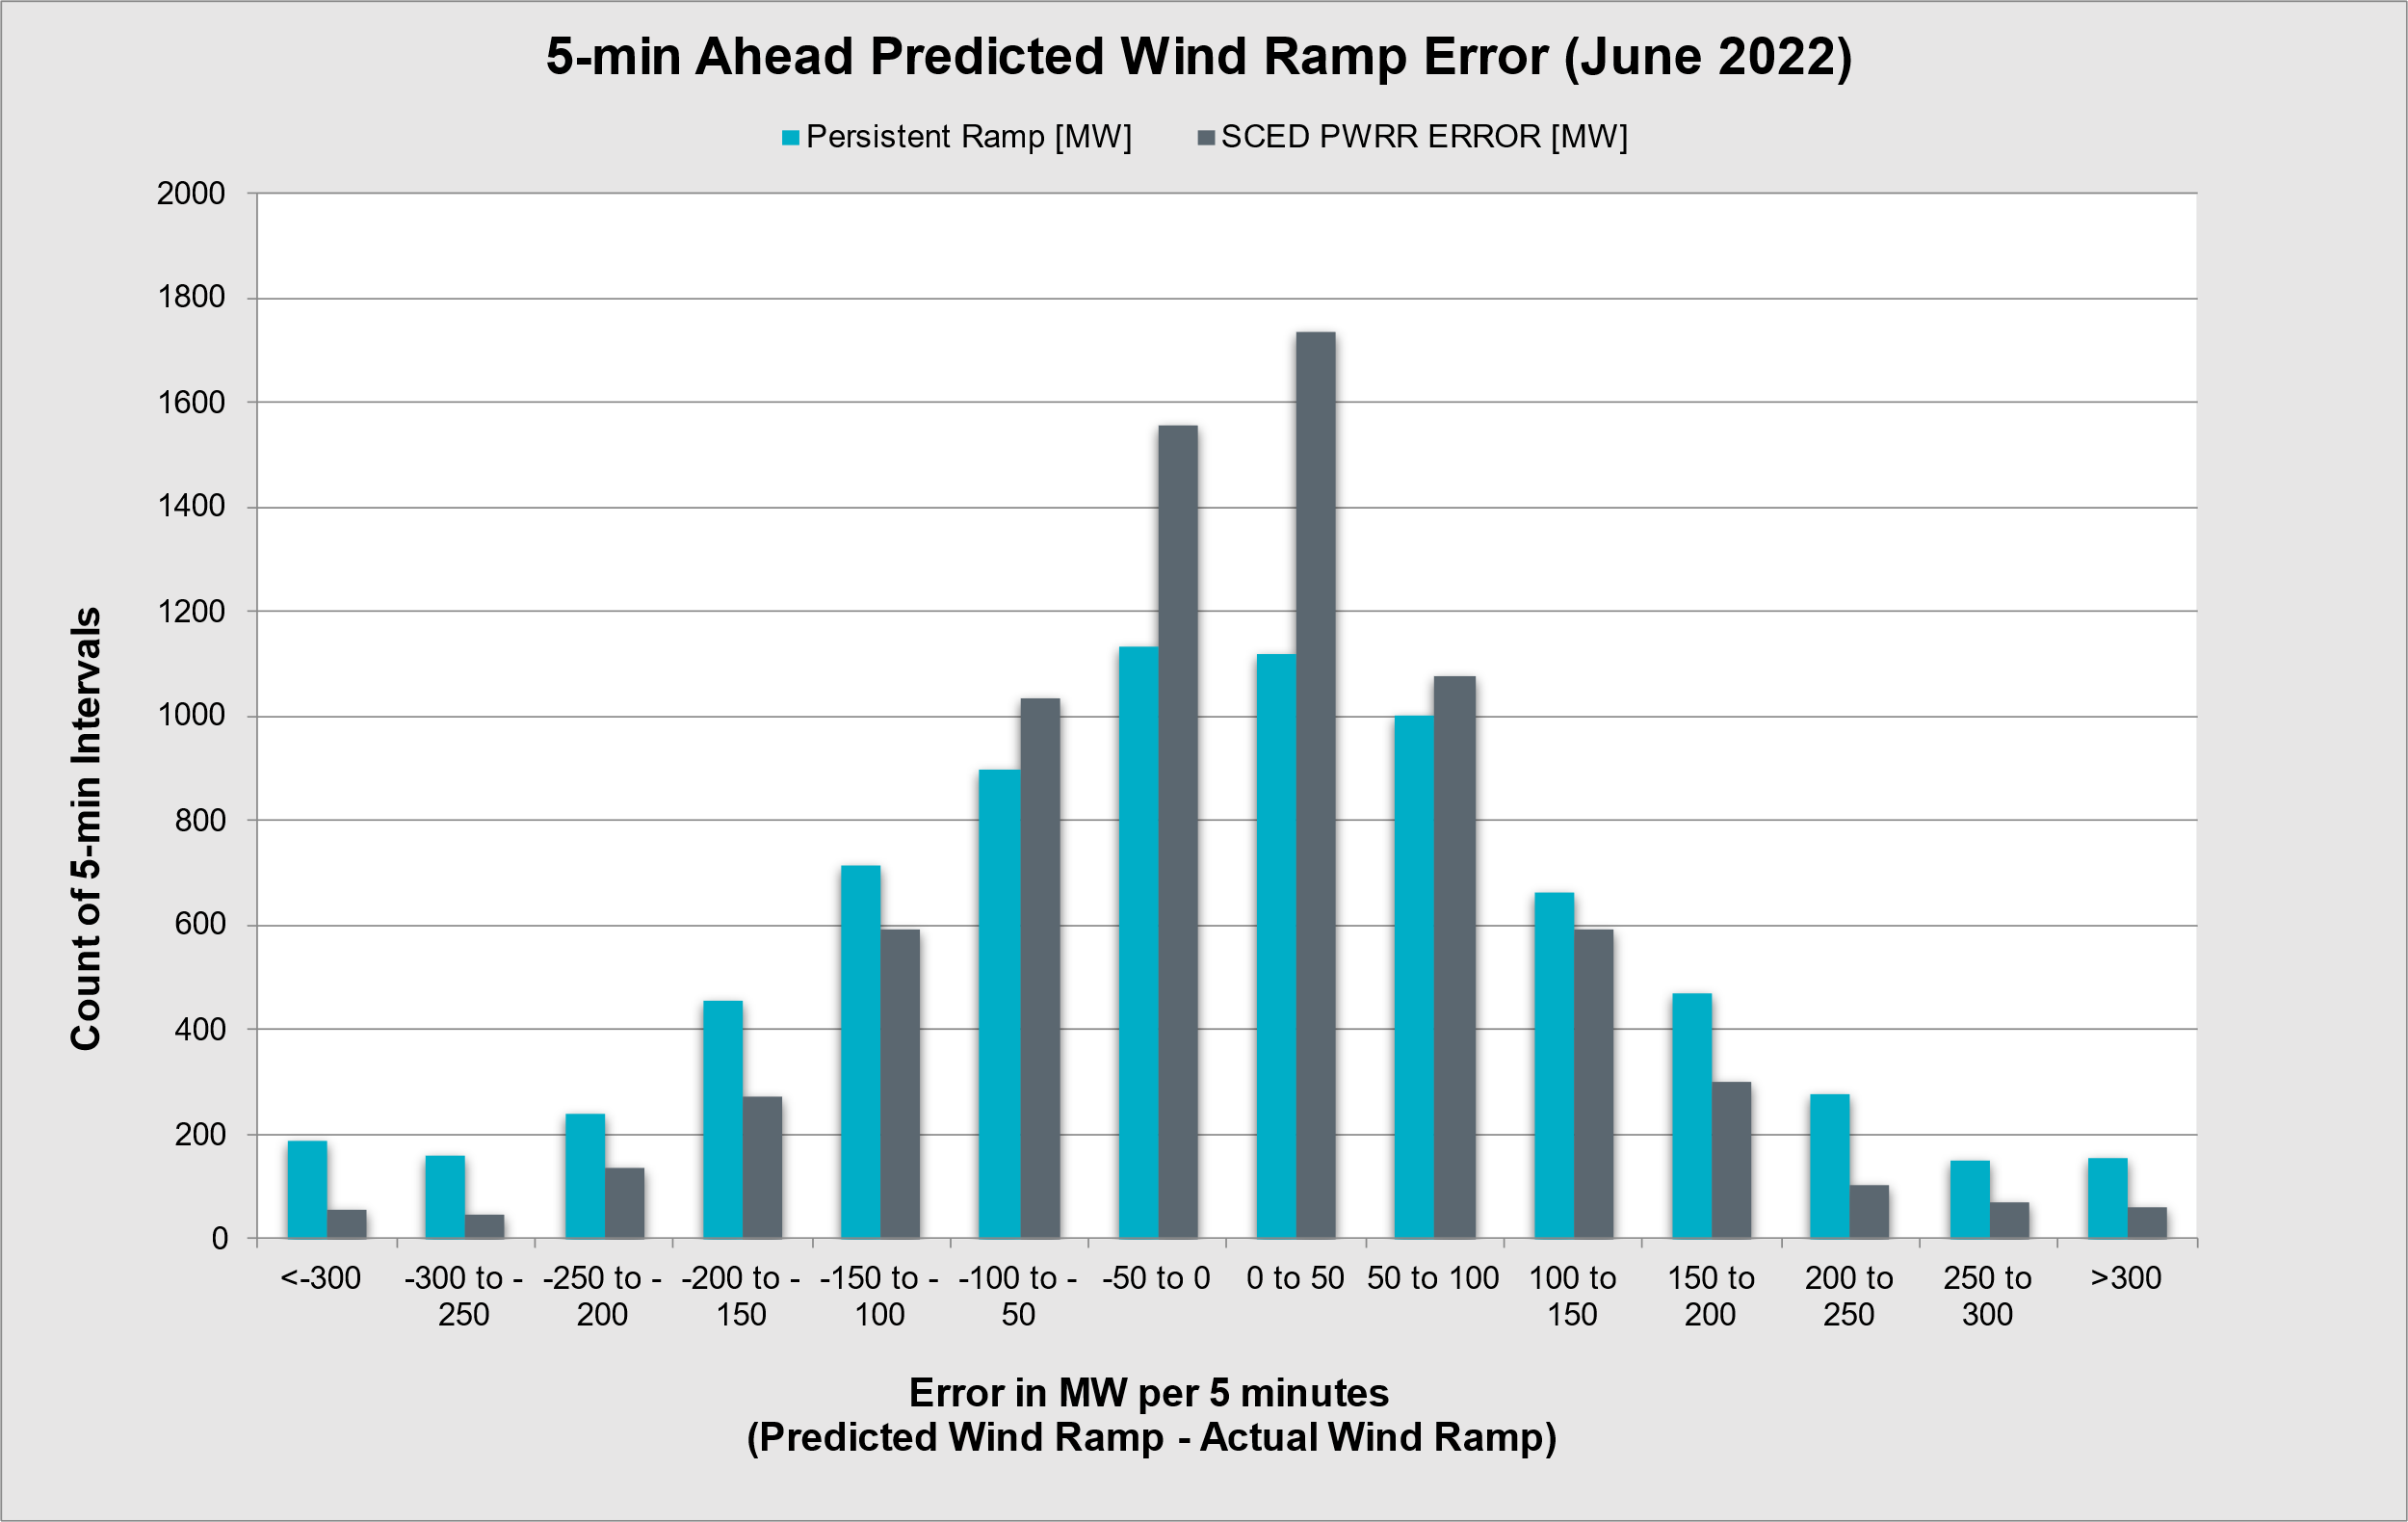 5-min Ahead Predicted Wind Ramp Error (June 2022)
Persistent Ramp [MW] SCED PWRR ERROR [MW]
2000
1800
1600
1400
1200
1000
800
600
400
200
0
Count of 5-min Intervals
<-300 -300 to - -250 to - -200 to - -150 to - -100 to - -50 to 0 0 to 50 50 to 100 100 to 150 to 200 to 250 to >300
250 200 150 100 50 150 200 250 300
Error in MW per 5 minutes
(Predicted Wind Ramp - Actual Wind Ramp)